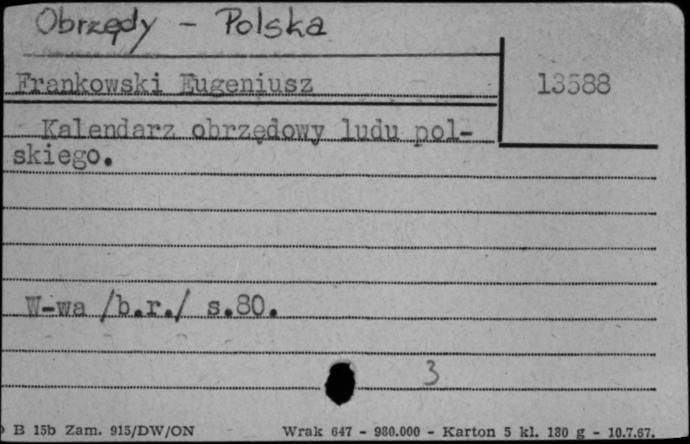 Obrzędy - Polska
Frankowski Eugeniusz
13588
Kalendarz obrzędowy ludu pol-
skiego.
W-wa /b.r./ s.80.
3
B 15b Zam. 915/DW/ON Wrak 647 - 980.000 - Karton 5 kl. 180 g - 10.7.67.